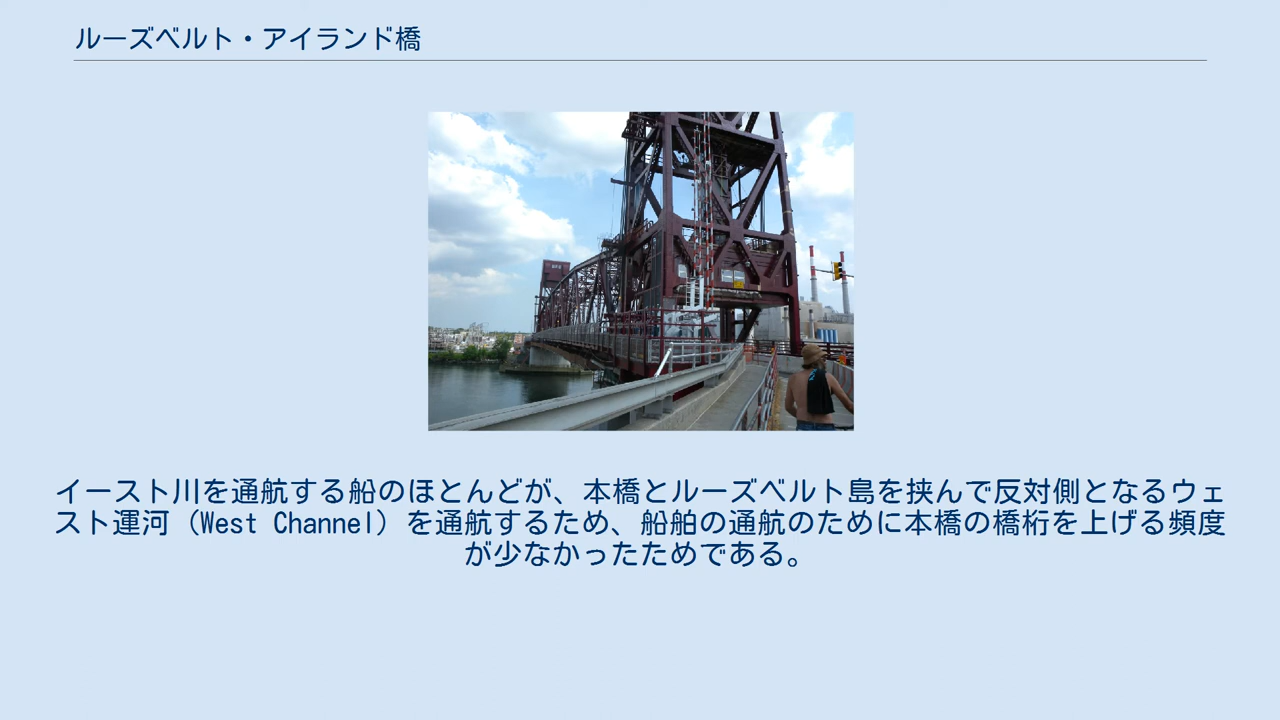 ルーズベルト・アイランド橋
イースト川を通航する船のほとんどが、本橋とルーズベルト島を挟んで反対側となるウェ
スト運河（West Channel）を通航するため、船舶の通航のために本橋の橋桁を上げる頻度
が少なかったためである。